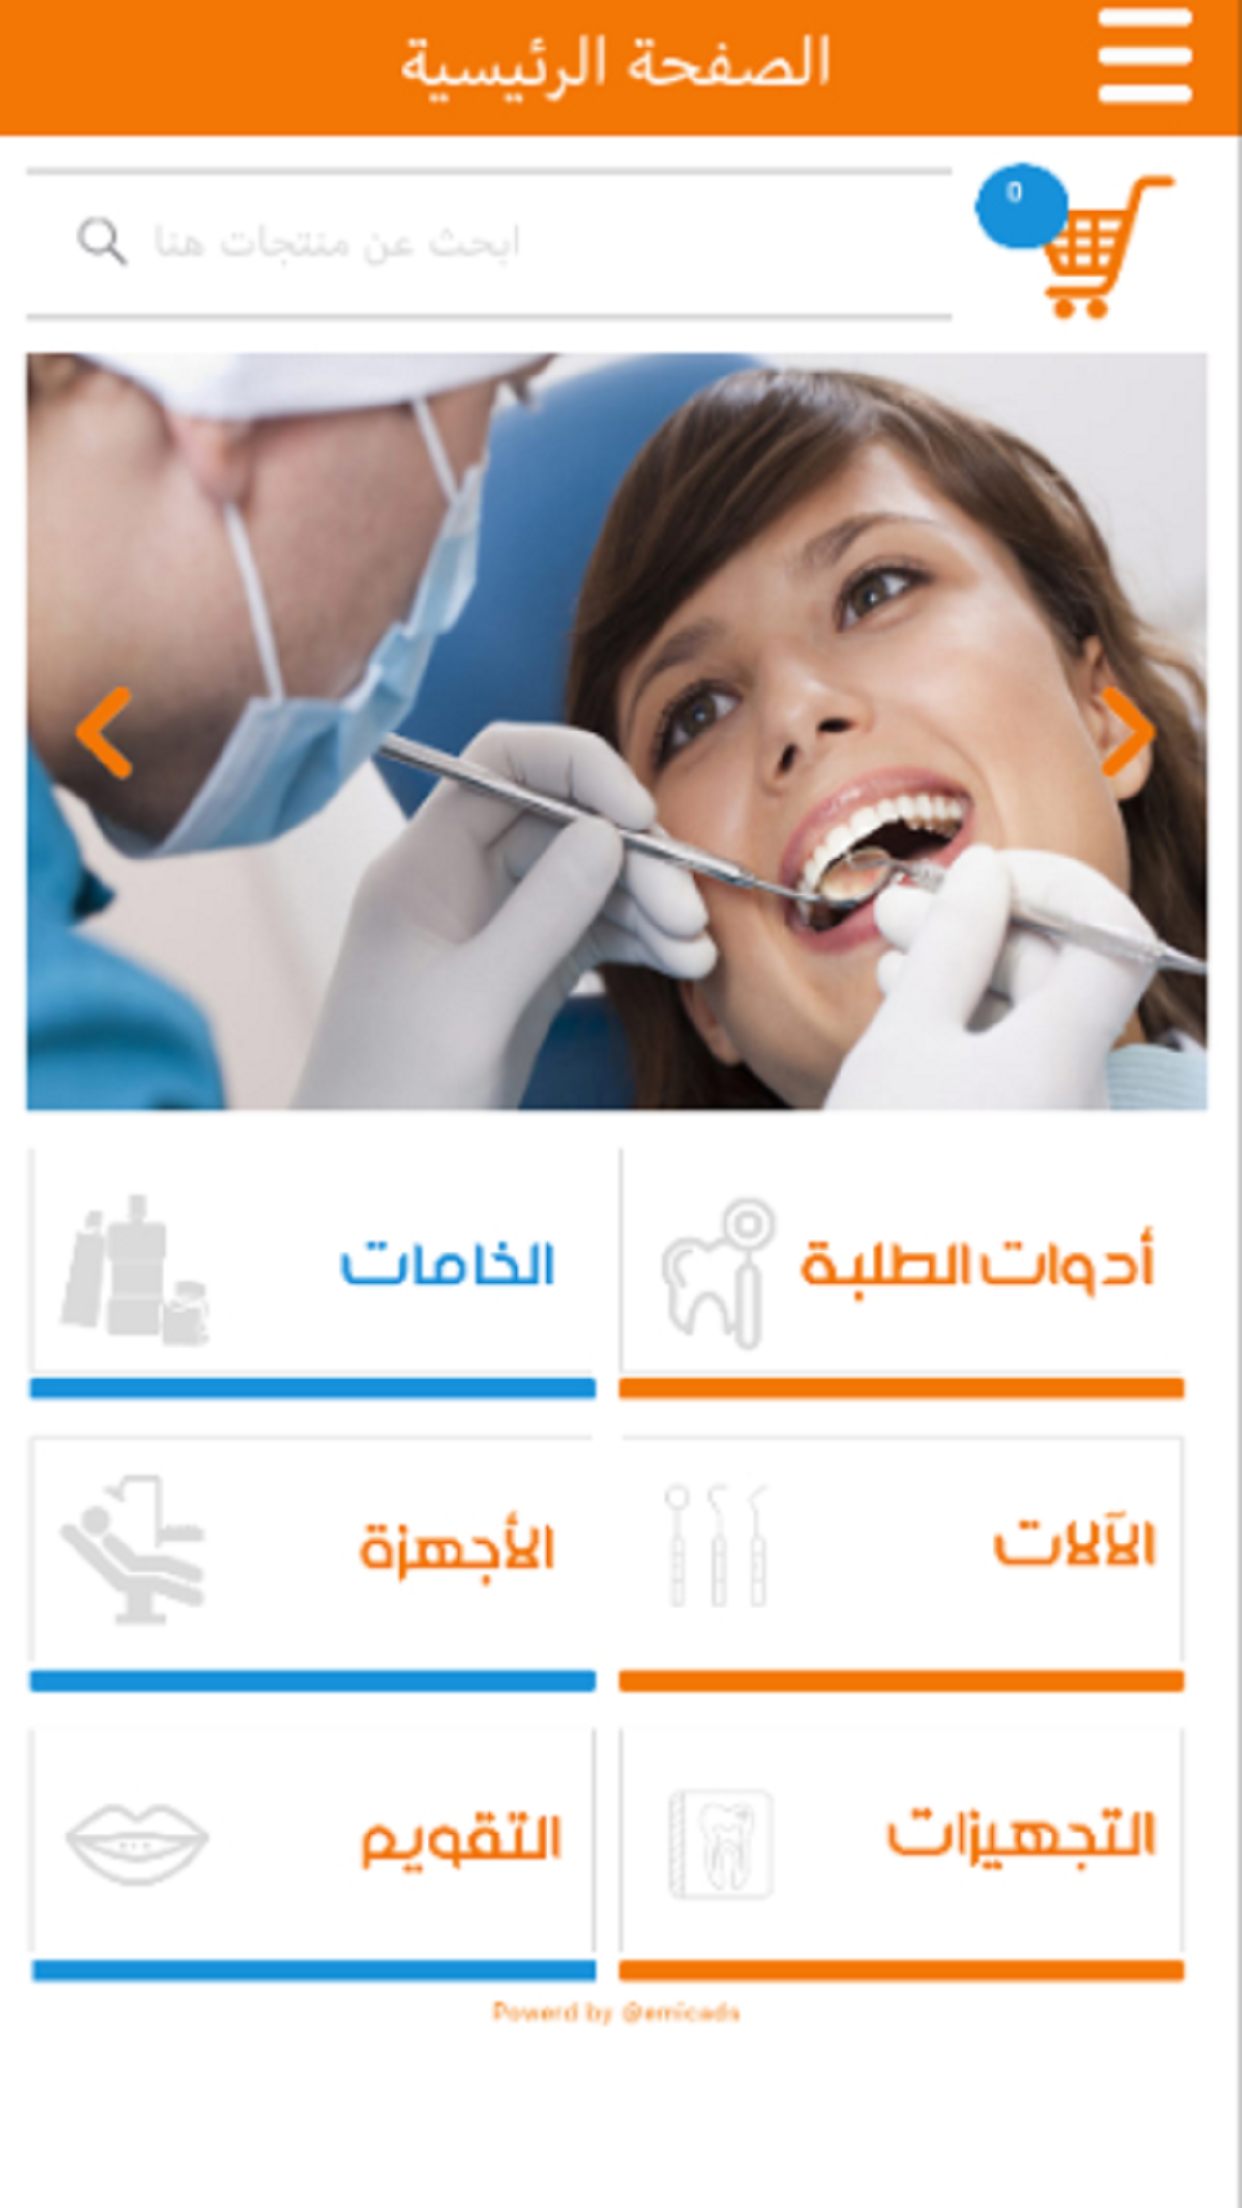 الصفحة الرئيسية
ابحث عن منتجات هنا
0
أدوات الطلبة
الخامات
الآلات
الأجهزة
التجهيزات
التقويم
Powerd by @emicada